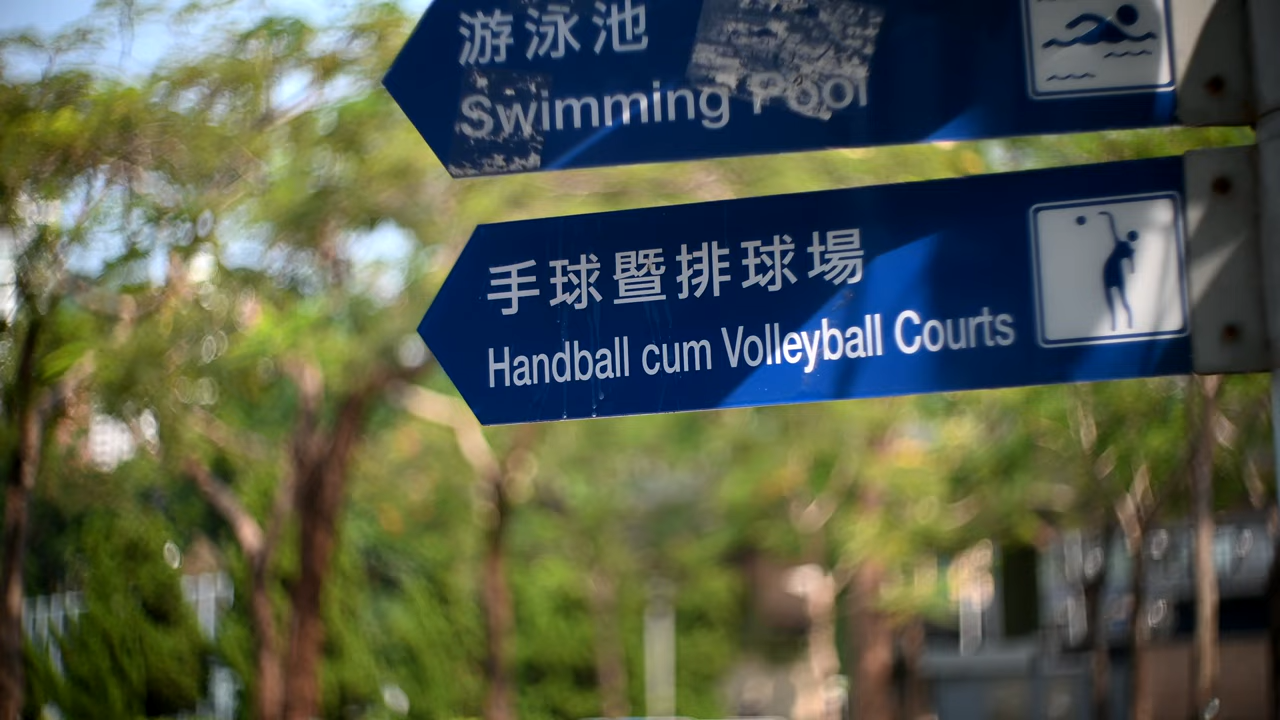 游泳池
Swimming Pool
手球暨排球場
Handball cum Volleyball Courts